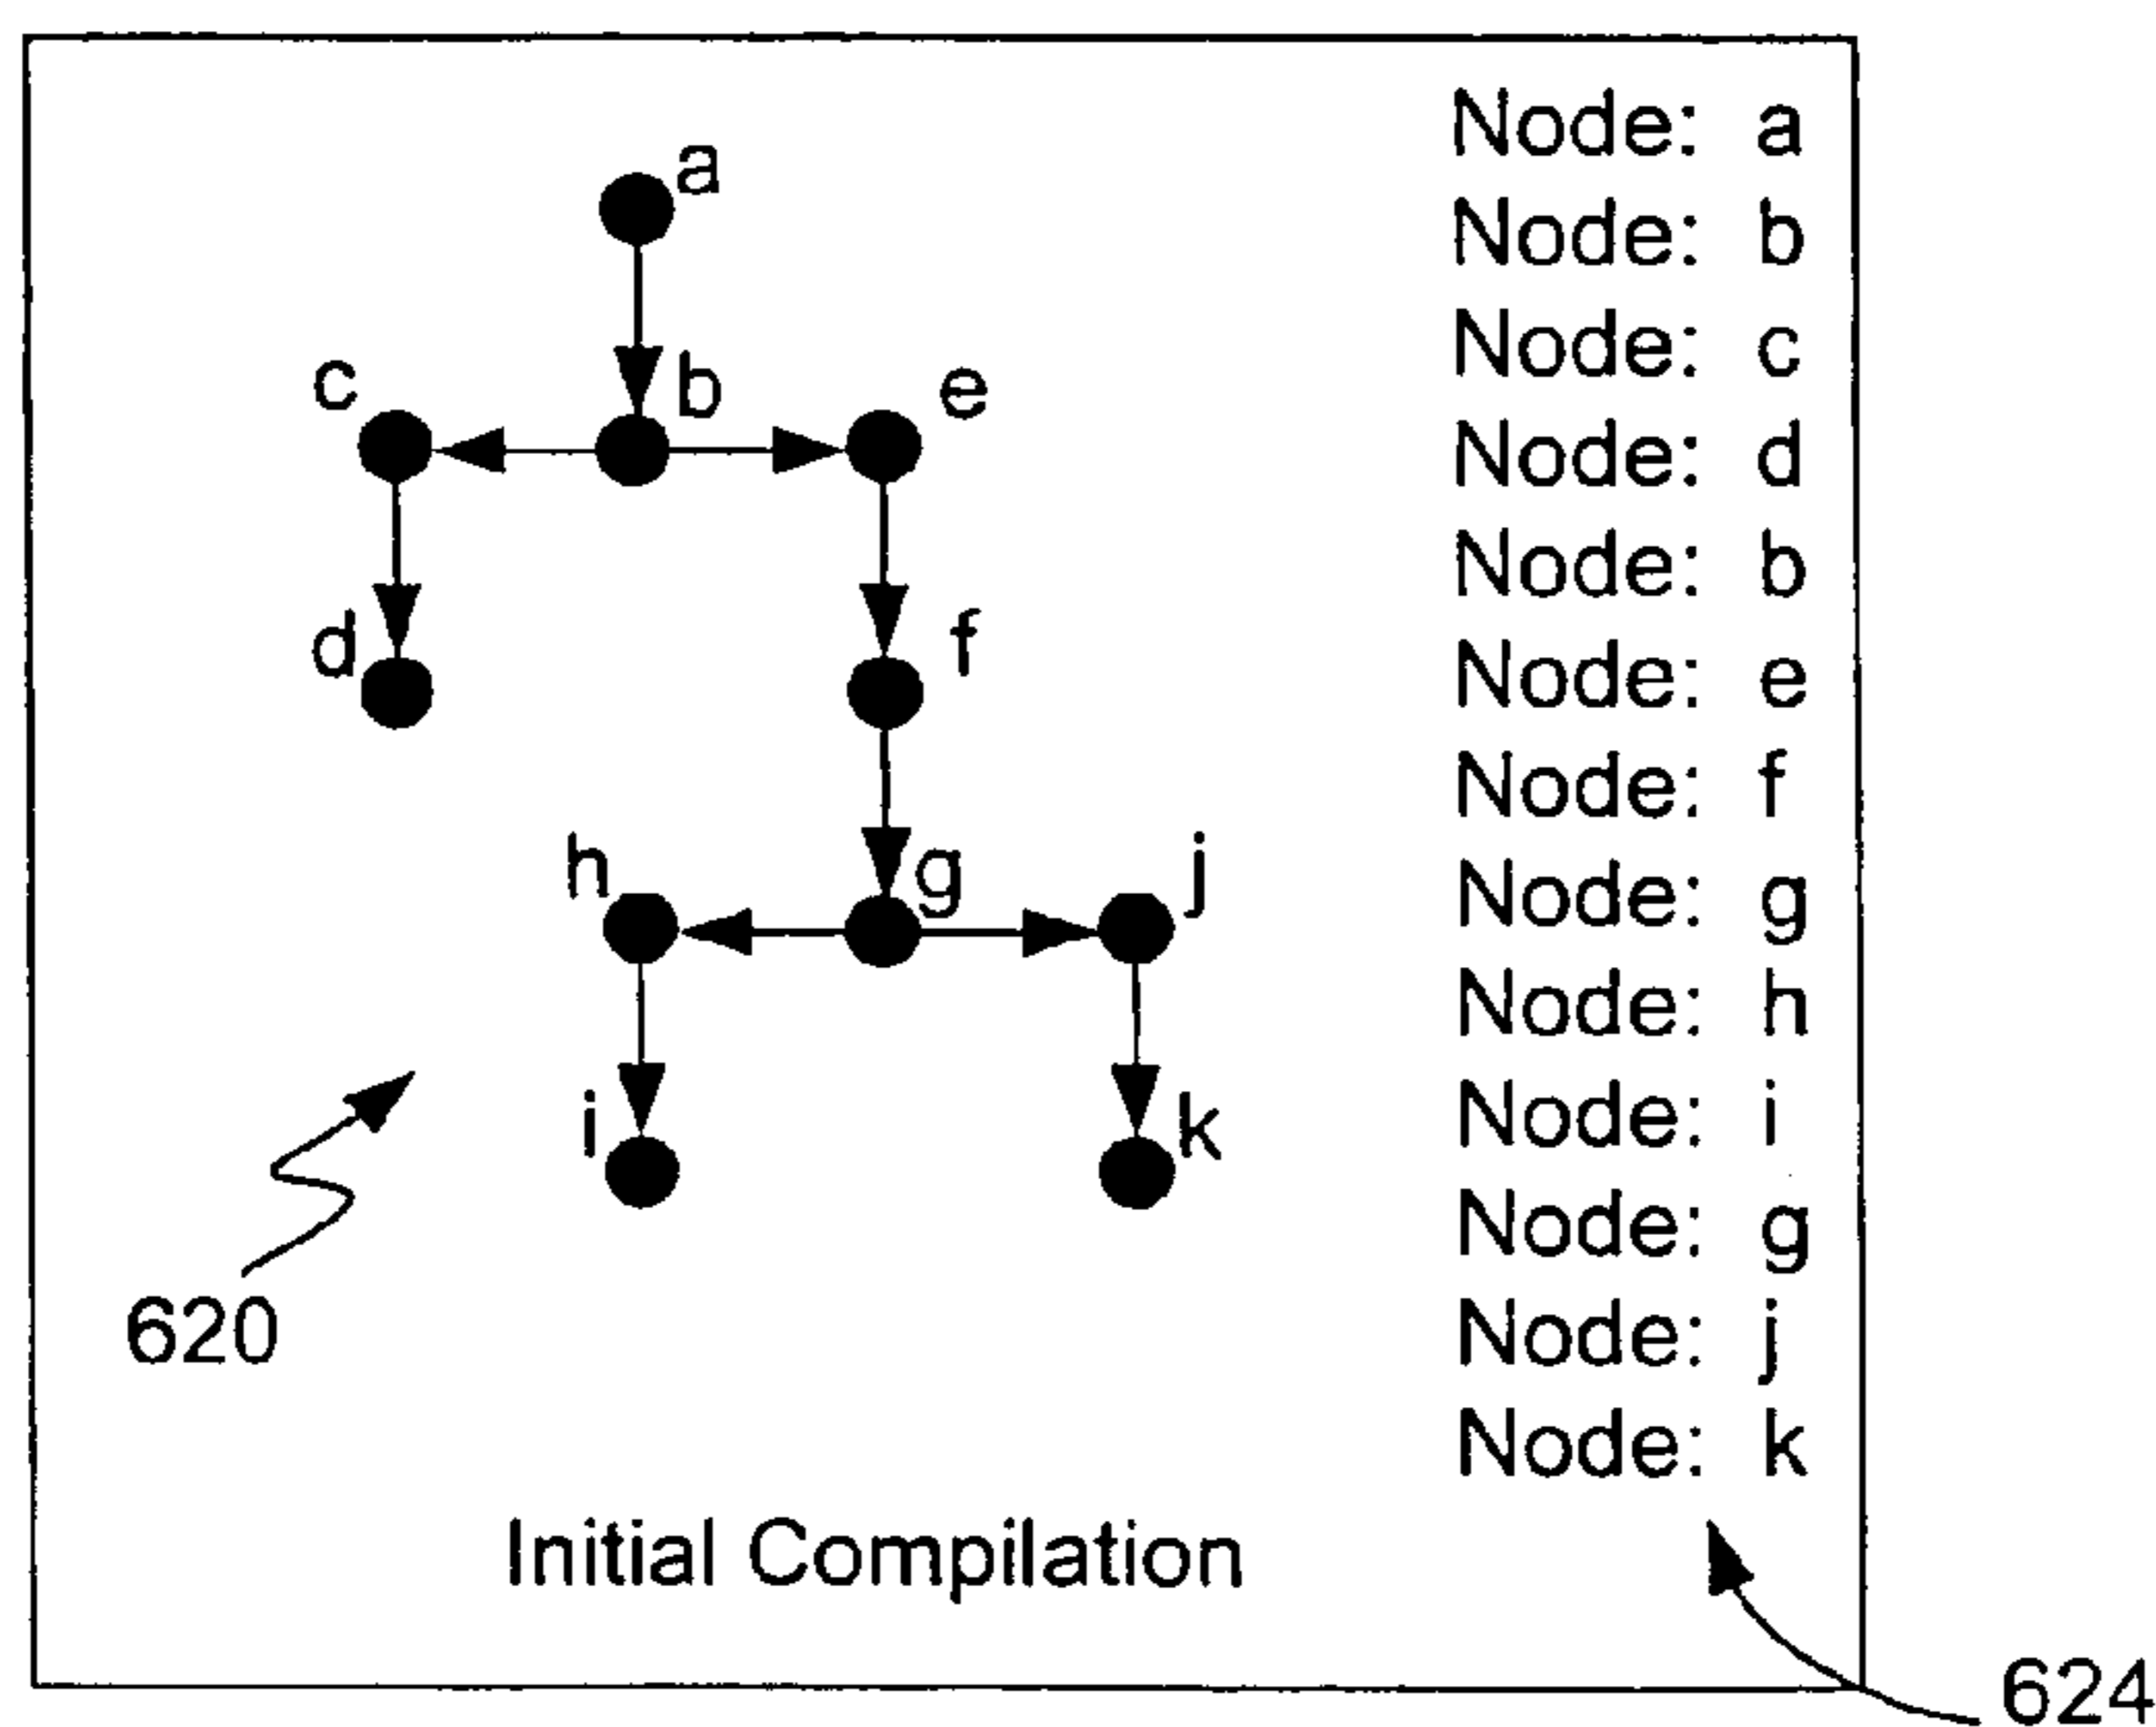 a
b
c
e
d
f
h
g
j
i
k
620
Initial Compilation
Node: a
Node: b
Node: c
Node: d
Node: b
Node: e
Node: f
Node: g
Node: h
Node: i
Node: g
Node: j
Node: k
624